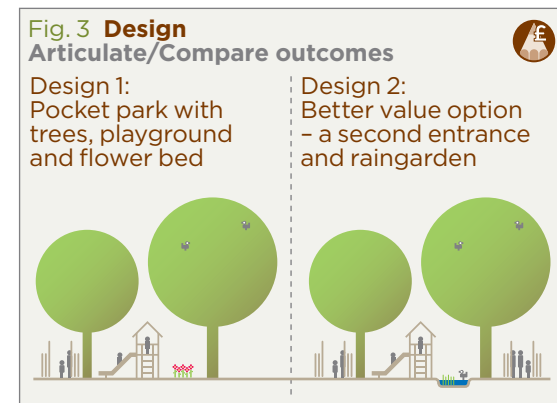 Fig. 3 Design
Articulate/Compare outcomes
£
Design 1:
Pocket park with
trees, playground
and flower bed
Design 2:
Better value option
– a second entrance
and raingarden